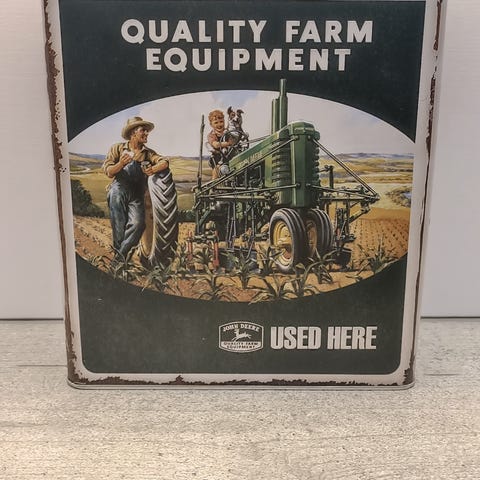 QUALITY FARM
EQUIPMENT
JOHN DEERE
QUALITY FARM
EQUIPMENT
USED HERE